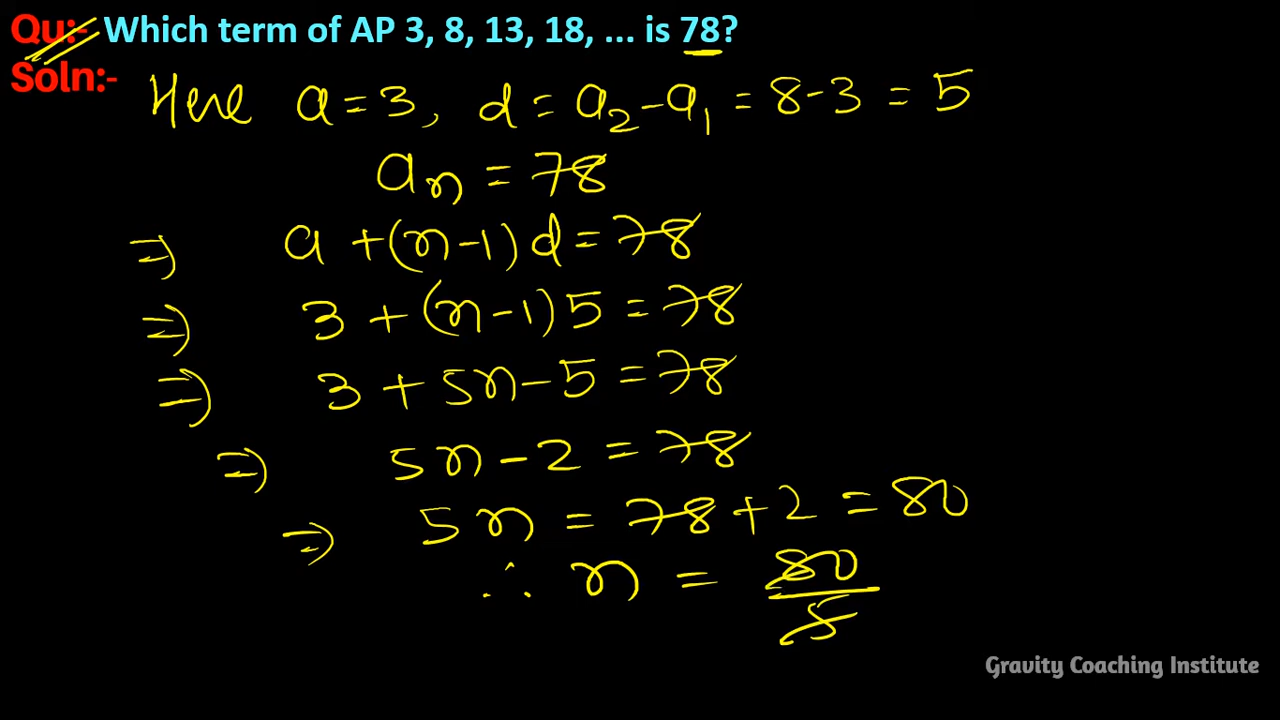 Qu:- Which term of AP 3, 8, 13, 18, ... is 78?
Soln:- Here a = 3, d = a₂ - a₁ = 8 - 3 = 5
aₙ = 78
⇒ a + (n-1) d = 78
⇒ 3 + (n-1) 5 = 78
⇒ 3 + 5n - 5 = 78
⇒ 5n - 2 = 78
⇒ 5n = 78 + 2 = 80
∴ n = 80/5
Gravity Coaching Institute